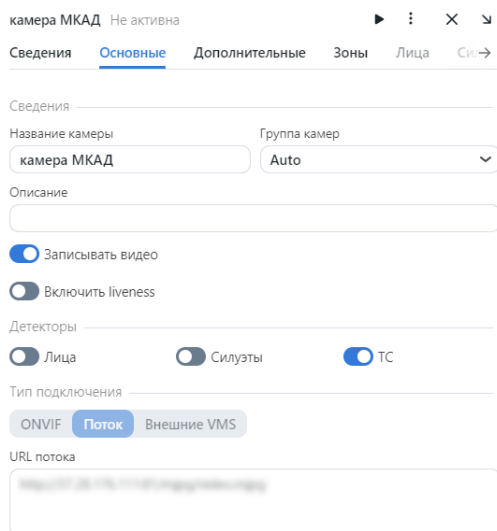 камера МКАД Не активна
Сведения Основные Дополнительные Зоны Лица
Сведения
Название камеры Группа камер
камера МКАД Auto
Описание
Записывать видео
Включить liveness
Детекторы
Лица Силуэты ТС
Тип подключения
ONVIF Поток Внешние VMS
URL потока